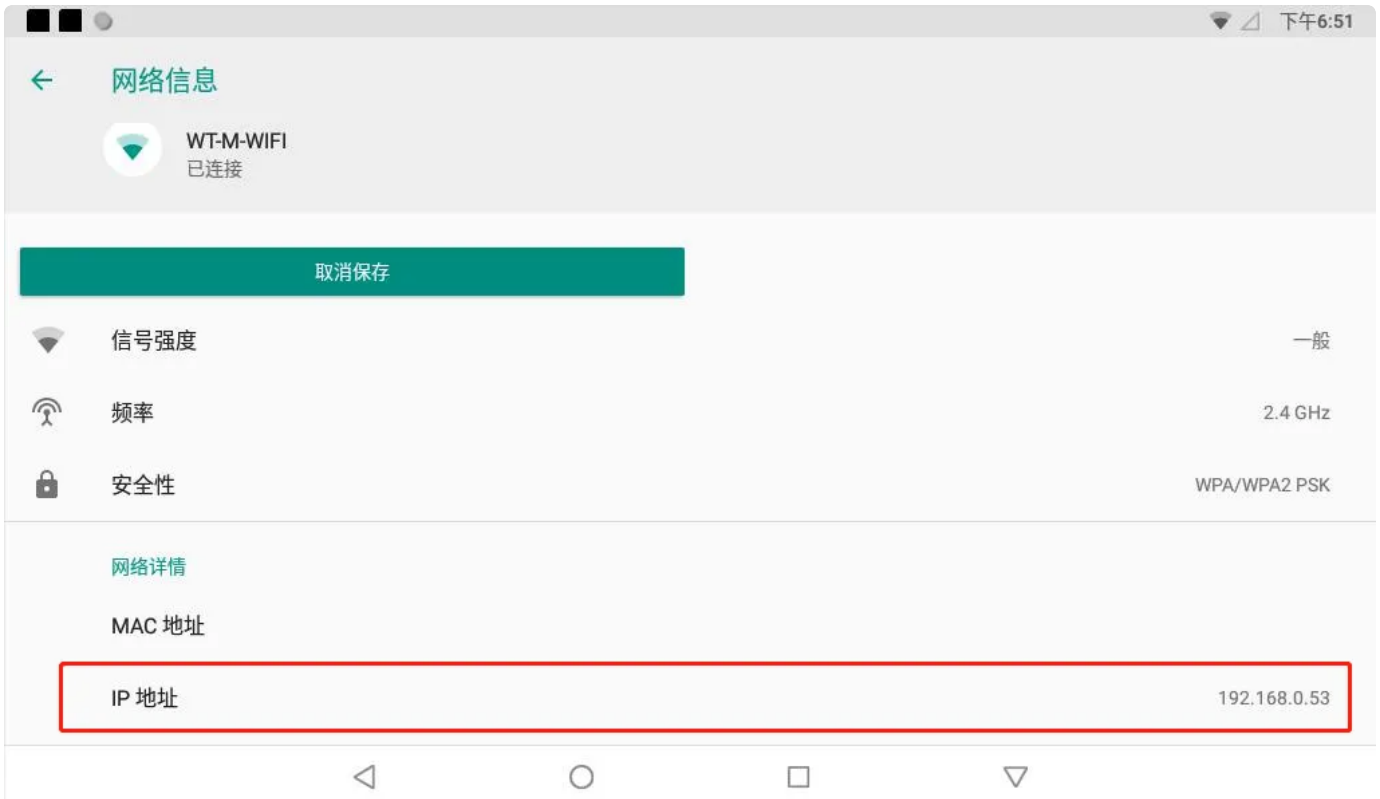 下午6:51
网络信息
WT-M-WIFI
已连接
取消保存
信号强度 一般
频率 2.4 GHz
安全性 WPA/WPA2 PSK
网络详情
MAC 地址
IP 地址 192.168.0.53